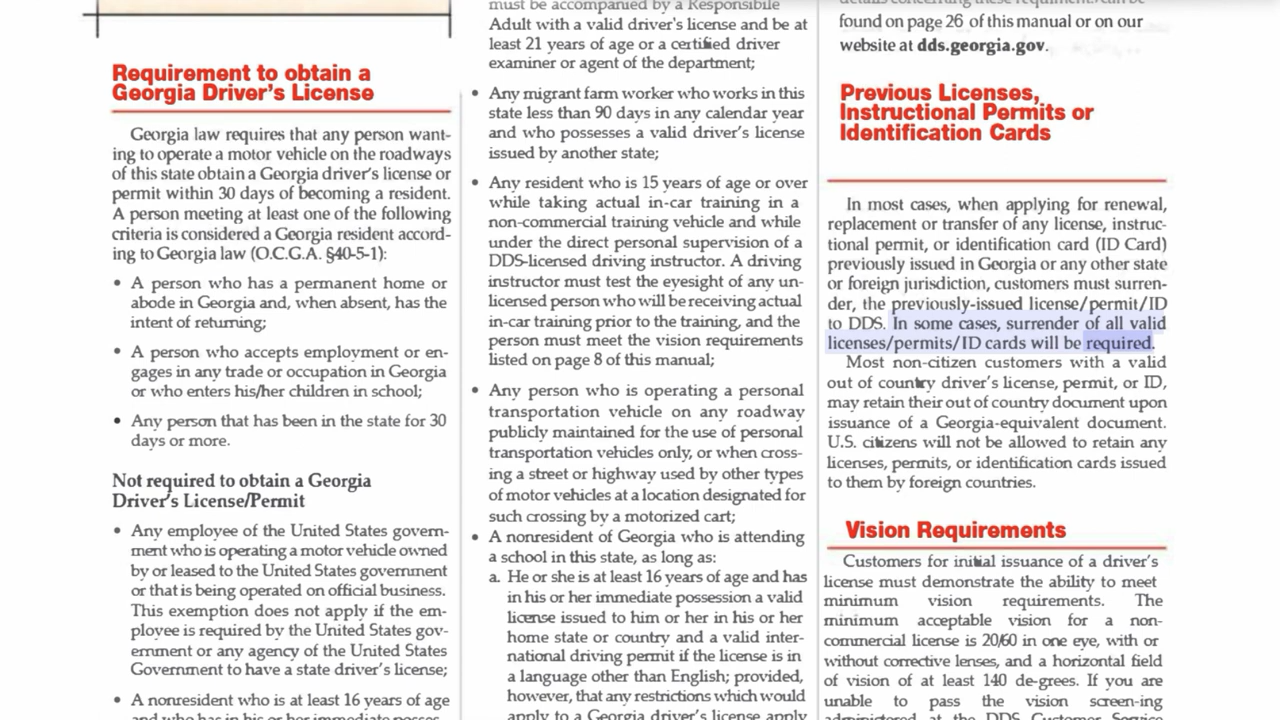 Requirement to obtain a
Georgia Driver's License
Georgia law requires that any person want-
ing to operate a motor vehicle on the roadways
of this state obtain a Georgia driver's license or
permit within 30 days of becoming a resident.
A person meeting at least one of the following
criteria is considered a Georgia resident accord-
ing to Georgia law (O.C.G.A. §40-5-1):
• A person who has a permanent home or
abode in Georgia and, when absent, has the
intent of returning;
• A person who accepts employment or en-
gages in any trade or occupation in Georgia
or who enters his/her children in school;
• Any person that has been in the state for 30
days or more.
Not required to obtain a Georgia
Driver's License/Permit
• Any employee of the United States govern-
ment who is operating a motor vehicle owned
by or leased to the United States government
or that is being operated on official business.
This exemption does not apply if the em-
ployee is required by the United States gov-
ernment or any agency of the United States
Government to have a state driver's license;
• A nonresident who is at least 16 years of age
and who has in his or her immediate posses-
must be accompanied by a Responsible
Adult with a valid driver's license and be at
least 21 years of age or a certified driver
examiner or agent of the department;
• Any migrant farm worker who works in this
state less than 90 days in any calendar year
and who possesses a valid driver's license
issued by another state;
• Any resident who is 15 years of age or over
while taking actual in-car training in a
non-commercial training vehicle and while
under the direct personal supervision of a
DDS-licensed driving instructor. A driving
instructor must test the eyesight of any un-
licensed person who will be receiving actual
in-car training prior to the training, and the
person must meet the vision requirements
listed on page 8 of this manual;
• Any person who is operating a personal
transportation vehicle on any roadway
publicly maintained for the use of personal
transportation vehicles only, or when cross-
ing a street or highway used by other types
of motor vehicles at a location designated for
such crossing by a motorized cart;
• A nonresident of Georgia who is attending
a school in this state, as long as:
a. He or she is at least 16 years of age and has
in his or her immediate possession a valid
license issued to him or her in his or her
home state or country and a valid inter-
national driving permit if the license is in
a language other than English; provided,
however, that any restrictions which would
apply to a Georgia driver's license apply
details concerning these requirements can be
found on page 26 of this manual or on our
website at dds.georgia.gov.
Previous Licenses,
Instructional Permits or
Identification Cards
In most cases, when applying for renewal,
replacement or transfer of any license, instruc-
tional permit, or identification card (ID Card)
previously issued in Georgia or any other state
or foreign jurisdiction, customers must surren-
der, the previously-issued license/permit/ID
to DDS. In some cases, surrender of all valid
licenses/permits/ID cards will be required.
Most non-citizen customers with a valid
out of country driver's license, permit, or ID,
may retain their out of country document upon
issuance of a Georgia-equivalent document.
U.S. citizens will not be allowed to retain any
licenses, permits, or identification cards issued
to them by foreign countries.
Vision Requirements
Customers for initial issuance of a driver's
license must demonstrate the ability to meet
minimum vision requirements. The
minimum acceptable vision for a non-
commercial license is 20/60 in one eye, with or
without corrective lenses, and a horizontal field
of vision of at least 140 de-grees. If you are
unable to pass the vision screen-ing
administered at the DDS Customer Service